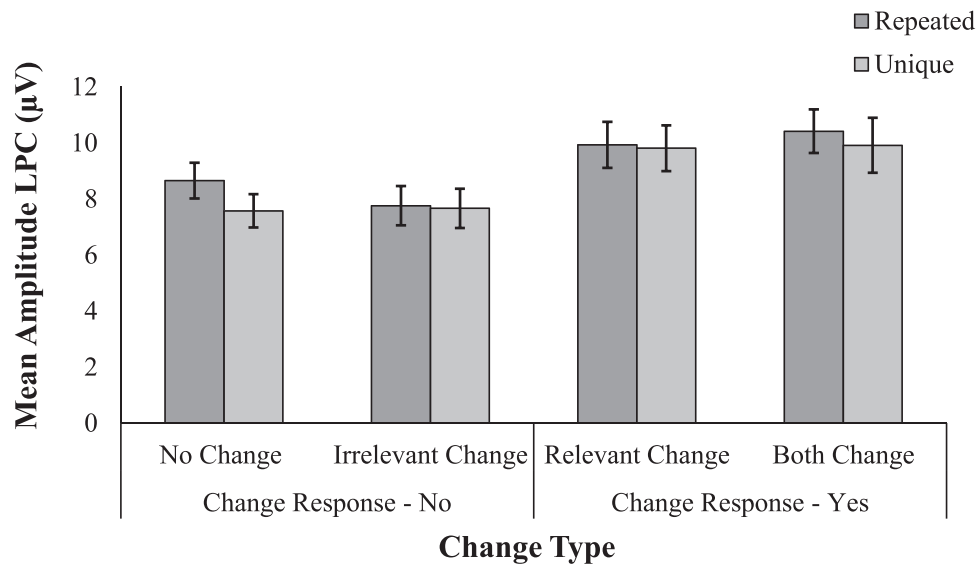 Repeated
Unique
Mean Amplitude LPC (µV)
12
10
8
6
4
2
0
No Change Irrelevant Change Relevant Change Both Change
Change Response - No Change Response - Yes
Change Type